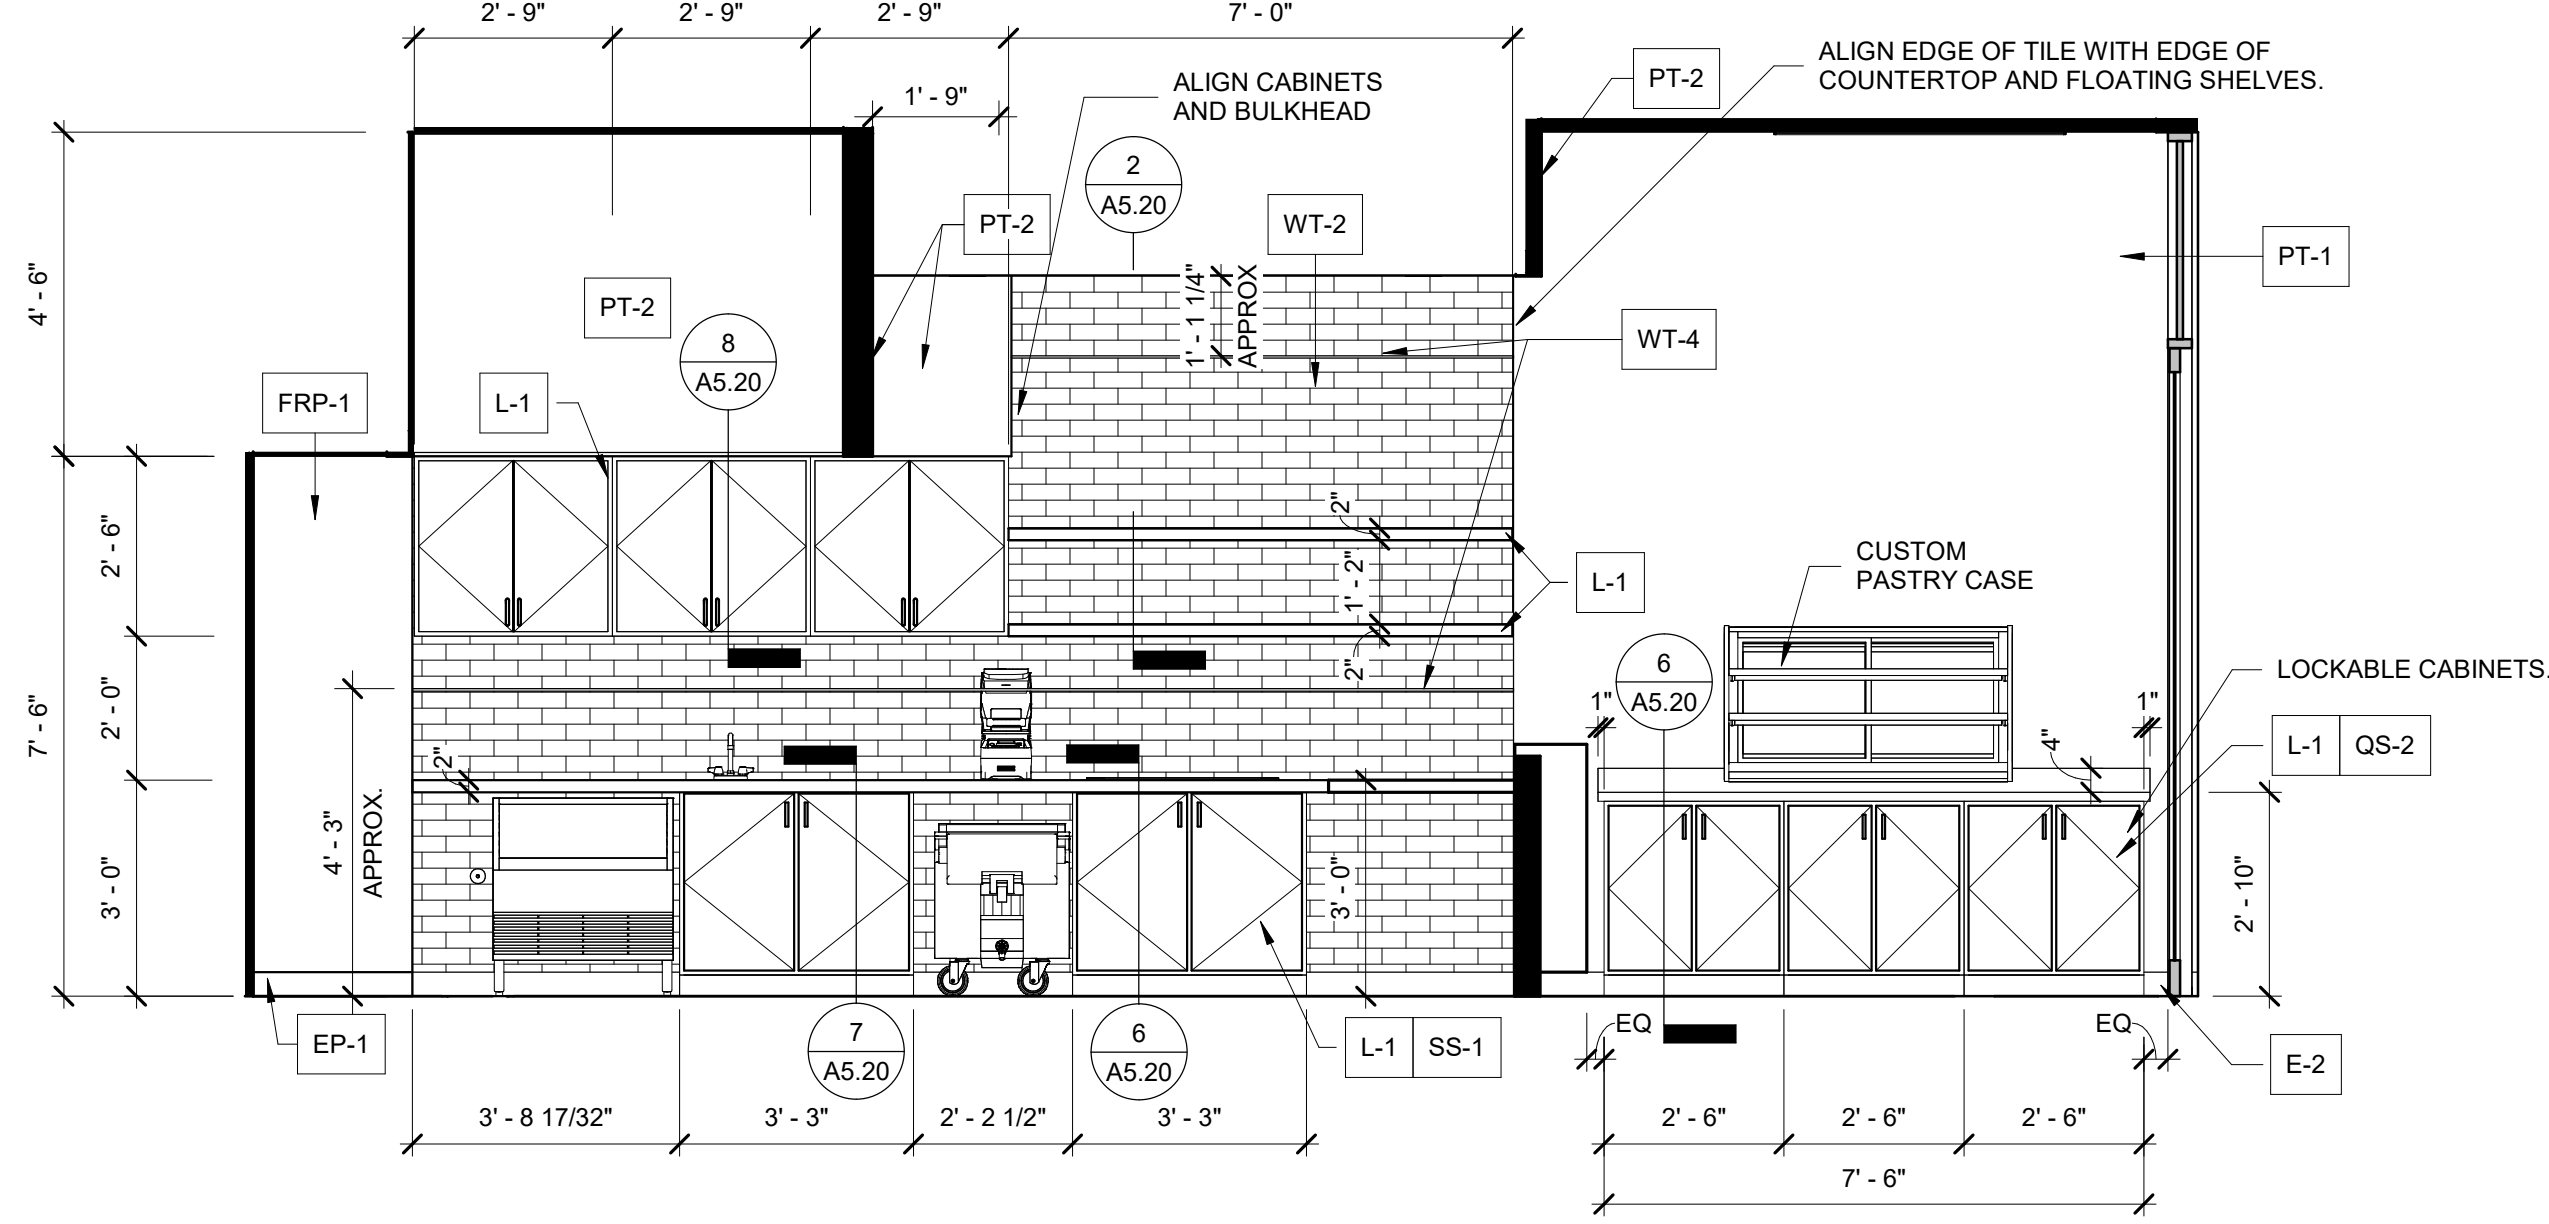 2' - 9" 2' - 9" 2' - 9" 7' - 0"
ALIGN EDGE OF TILE WITH EDGE OF
COUNTERTOP AND FLOATING SHELVES.
ALIGN CABINETS
AND BULKHEAD
1' - 9"
PT-2
2
A5.20
PT-2
WT-2
PT-1
4' - 6"
PT-2
1' - 1 1/4"
APPROX
8
A5.20
WT-4
FRP-1
L-1
2' - 6"
2"
1' - 2"
2"
L-1
CUSTOM
PASTRY CASE
6
A5.20
LOCKABLE CABINETS.
1"
1"
4"
L-1 QS-2
7' - 6"
2' - 0"
2"
4' - 3"
APPROX.
3' - 0"
3' - 0"
2' - 10"
EP-1
7
A5.20
6
A5.20
L-1 SS-1
EQ
EQ
E-2
3' - 8 17/32" 3' - 3" 2' - 2 1/2" 3' - 3"
2' - 6" 2' - 6" 2' - 6"
7' - 6"